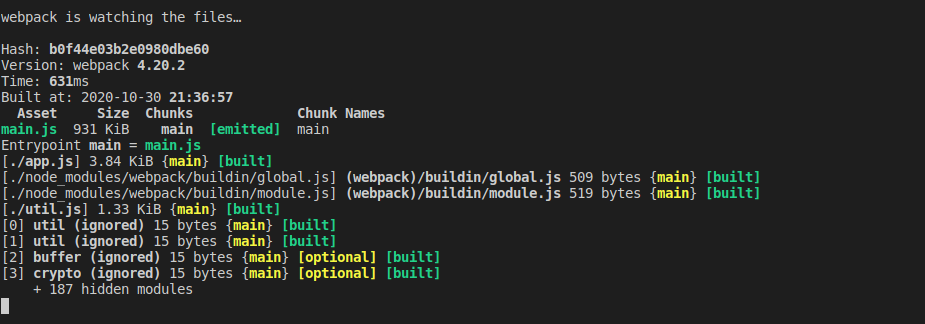 webpack is watching the files…
Hash: b0f44e03b2e0980dbe60
Version: webpack 4.20.2
Time: 631ms
Built at: 2020-10-30 21:36:57
Asset Size Chunks Chunk Names
main.js 931 KiB main [emitted] main
Entrypoint main = main.js
[./app.js] 3.84 KiB {main} [built]
[./node_modules/webpack/buildin/global.js] (webpack)/buildin/global.js 509 bytes {main} [built]
[./node_modules/webpack/buildin/module.js] (webpack)/buildin/module.js 519 bytes {main} [built]
[./util.js] 1.33 KiB {main} [built]
[0] util (ignored) 15 bytes {main} [built]
[1] util (ignored) 15 bytes {main} [built]
[2] buffer (ignored) 15 bytes {main} [optional] [built]
[3] crypto (ignored) 15 bytes {main} [optional] [built]
+ 187 hidden modules